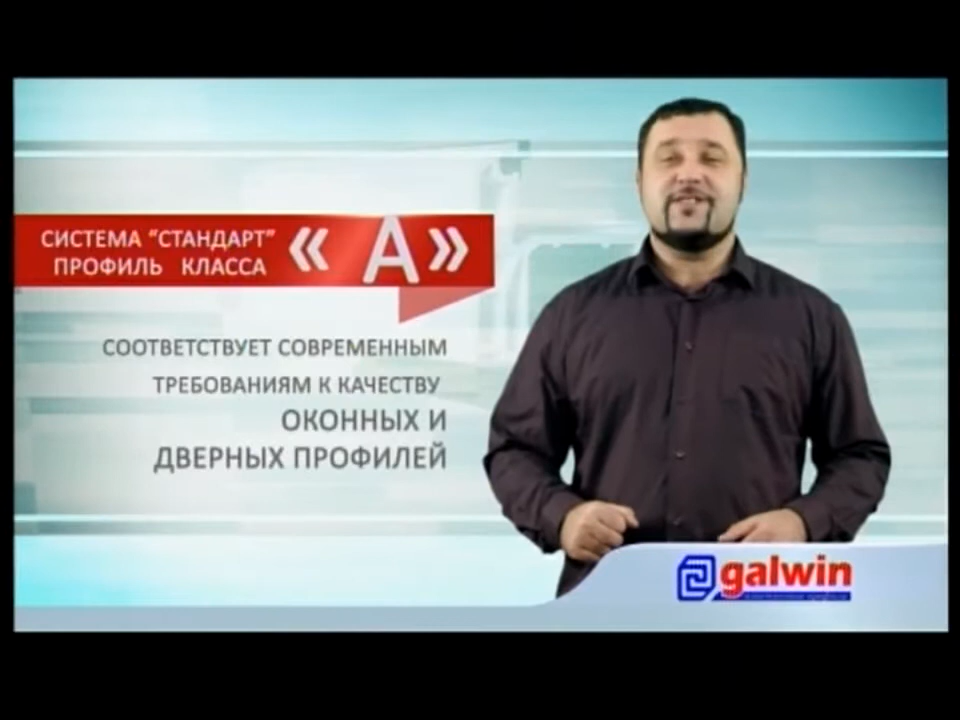 СИСТЕМА “СТАНДАРТ”
ПРОФИЛЬ КЛАССА
« А»
СООТВЕТСТВУЕТ СОВРЕМЕННЫМ
ТРЕБОВАНИЯМ К КАЧЕСТВУ
ОКОННЫХ И
ДВЕРНЫХ ПРОФИЛЕЙ
galwin